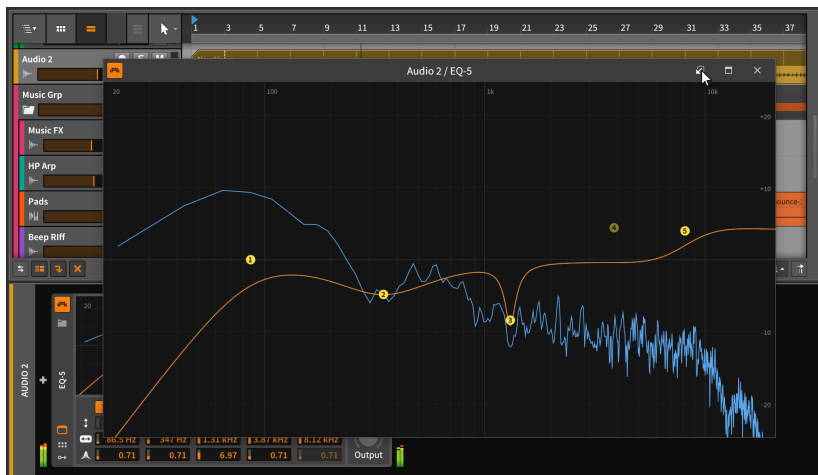 1 3 5 7 9 11 13 15 17 19 21 23 25 27 29 31 33 35 37
Audio 2
Audio 2 / EQ-5
Music Grp
20 100 1k 10k
+20
Music FX
HP Arp
+10
Pads
ounce-
4
5
Beep RIff
1
2
3
-10
-20
20
AUDIO 2
+
EQ-5
86.5 Hz 347 Hz 1.31 kHz 3.87 kHz 8.12 kHz
0.71 0.71 6.97 0.71 0.71 Output